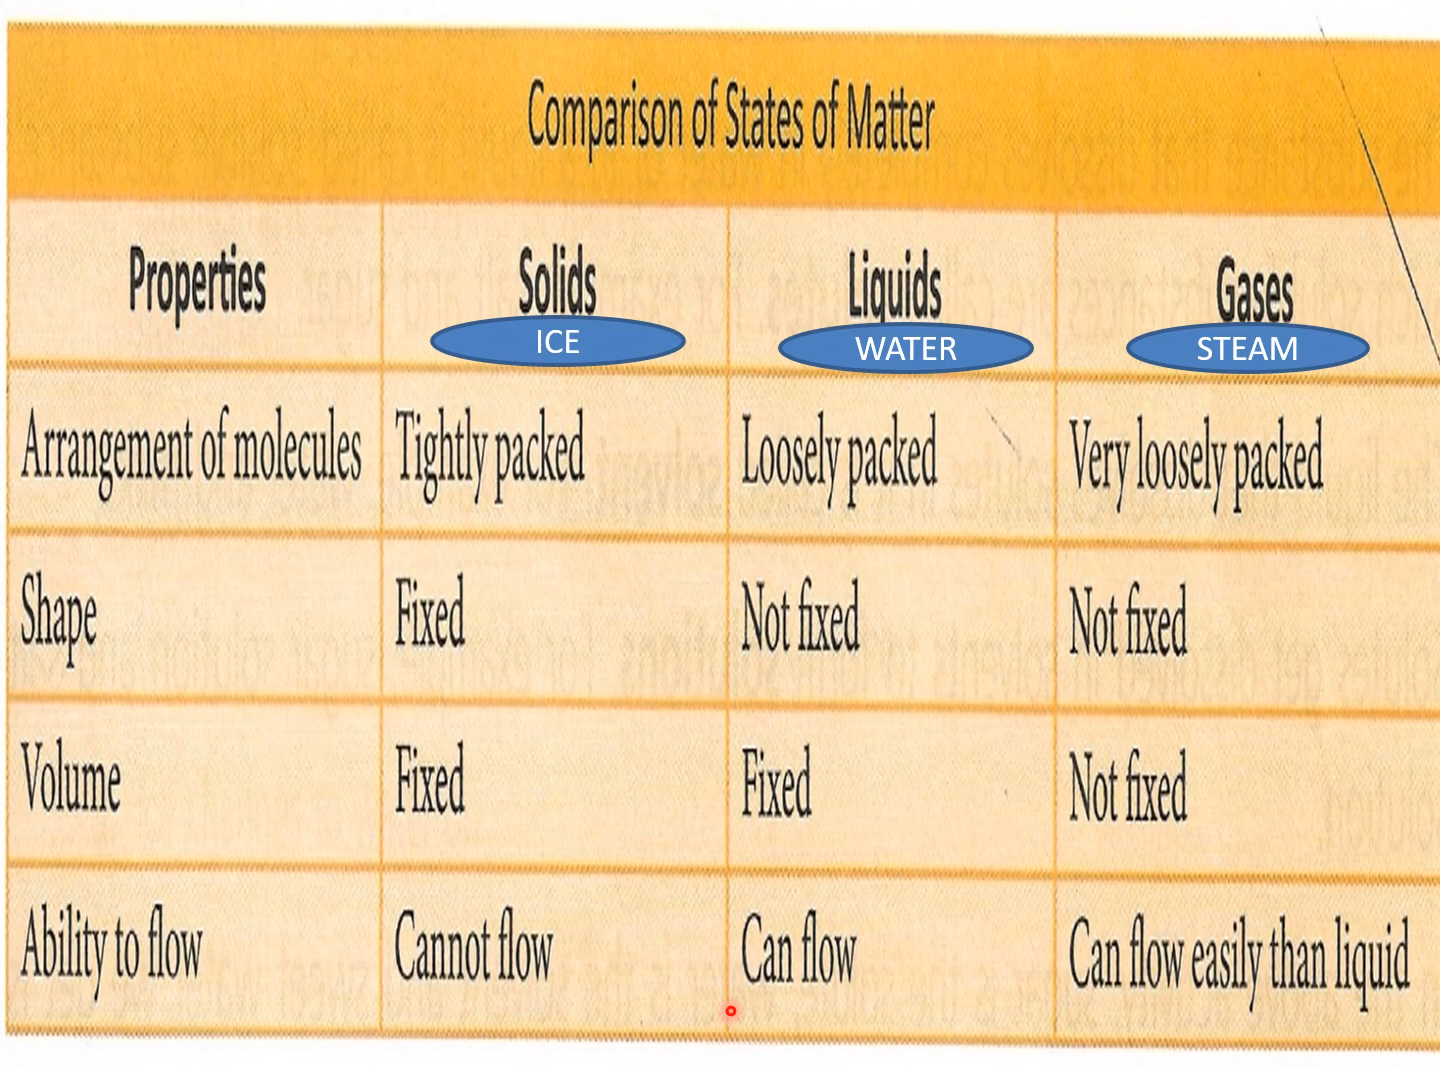 Comparison of States of Matter
Properties Solids Liquids Gases
ICE WATER STEAM
Arrangement of molecules Tightly packed Loosely packed Very loosely packed
Shape Fixed Not fixed Not fixed
Volume Fixed Fixed Not fixed
Ability to flow Cannot flow Can flow Can flow easily than liquid